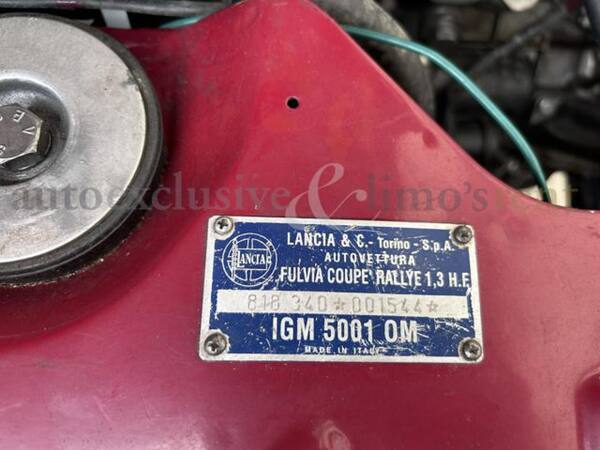 autoexclusive & limo's
LANCIA & C.- Torino - S.p.A.
AUTOVETTURA
LANCIA
FULVIA COUPE' RALLYE 1,3 H.F.
818 340☆001544☆
IGM 5001 OM
MADE IN ITALY